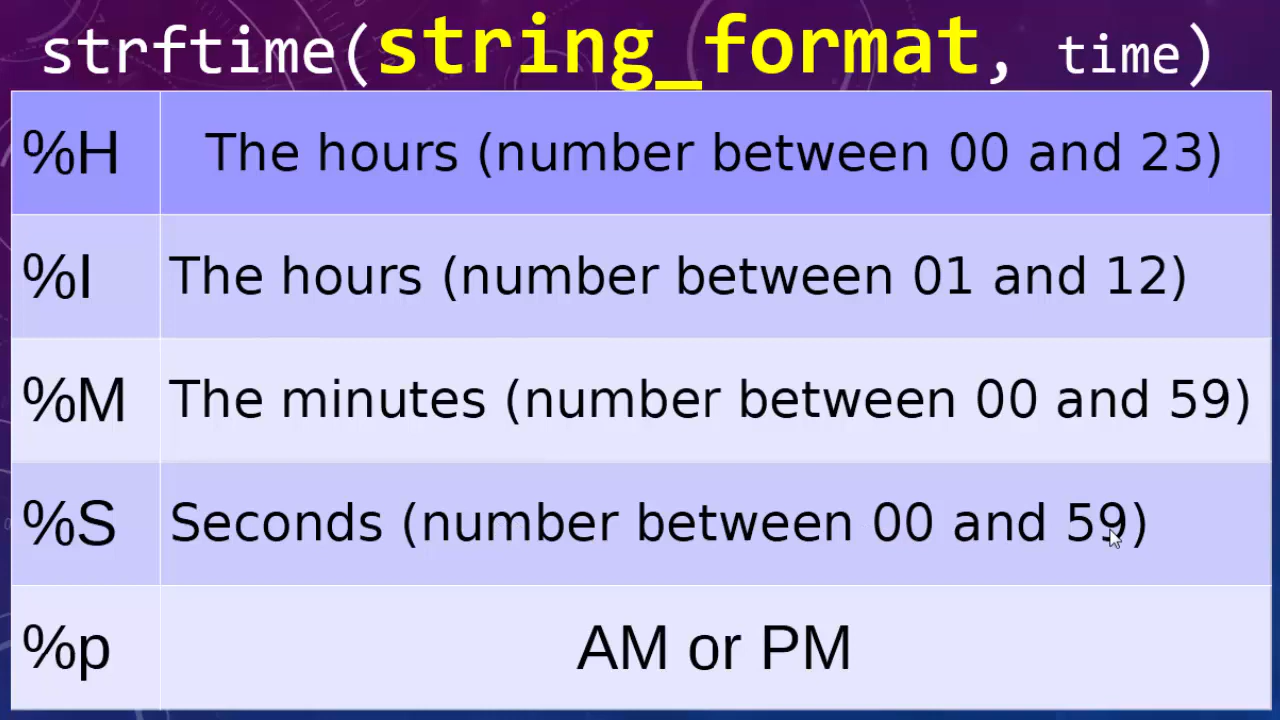 strftime(string_format, time)
%H The hours (number between 00 and 23)
%I The hours (number between 01 and 12)
%M The minutes (number between 00 and 59)
%S Seconds (number between 00 and 59)
%p AM or PM